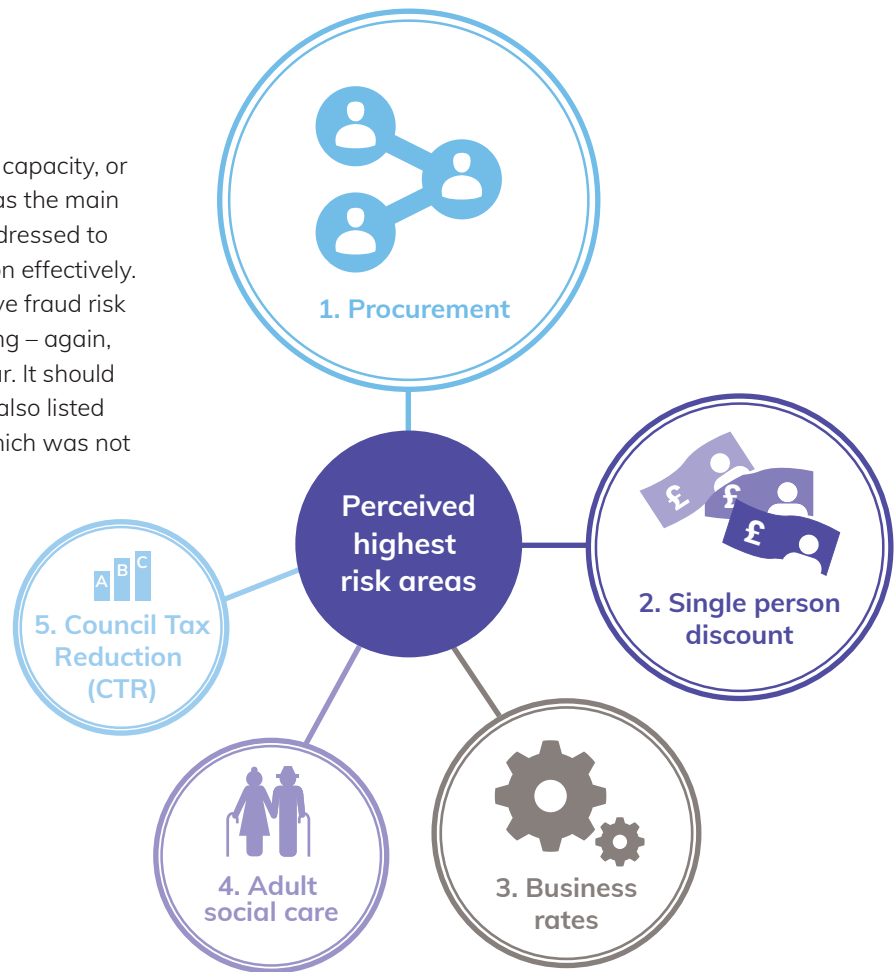 capacity, or
as the main
dressed to
on effectively.
ve fraud risk
ng – again,
ar. It should
also listed
hich was not
1. Procurement
Perceived
highest
risk areas
£
£
£
2. Single person
discount
3. Business
rates
4. Adult
social care
A B C
5. Council Tax
Reduction
(CTR)